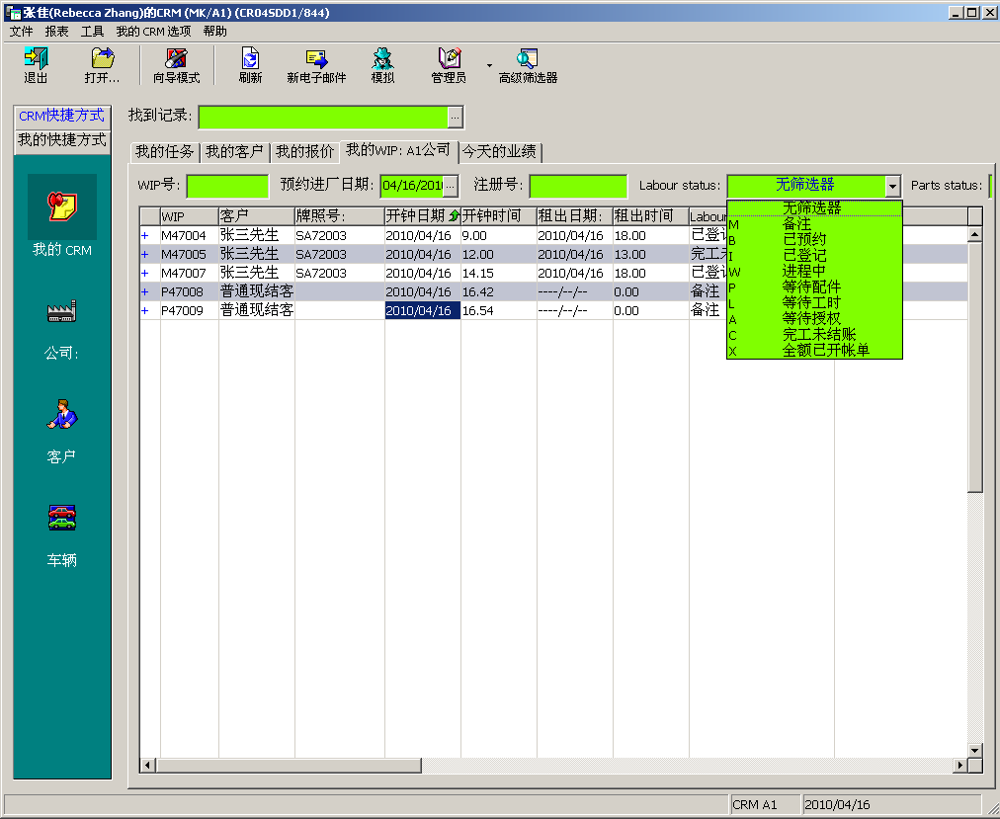 张佳(Rebecca Zhang)的CRM (MK/A1) (CR04SDD1/844)
文件 报表 工具 我的 CRM 选项 帮助
退出 打开... 向导模式 刷新 新电子邮件 模拟 管理员 高级筛选器
CRM快捷方式
我的快捷方式
我的 CRM
公司:
客户
车辆
找到记录: ...
我的任务 我的客户 我的报价 我的WIP: A1公司 今天的业绩
WIP号: 预约进厂日期: 04/16/201 ... 注册号: Labour status: 无筛选器 Parts status:
WIP 客户 牌照号: 开钟日期 开钟时间 租出日期: 租出时间 Labour
+ M47004 张三先生 SA72003 2010/04/16 9.00 2010/04/16 18.00 已登记
+ M47005 张三先生 SA72003 2010/04/16 12.00 2010/04/16 13.00 完工未
+ M47007 张三先生 SA72003 2010/04/16 14.15 2010/04/16 18.00 已登记
+ P47008 普通现结客 2010/04/16 16.42 ----/--/-- 0.00 备注
+ P47009 普通现结客 2010/04/16 16.54 ----/--/-- 0.00 备注
无筛选器
M 备注
B 已预约
I 已登记
W 进程中
P 等待配件
L 等待工时
A 等待授权
C 完工未结账
X 全额已开帐单
CRM A1 2010/04/16